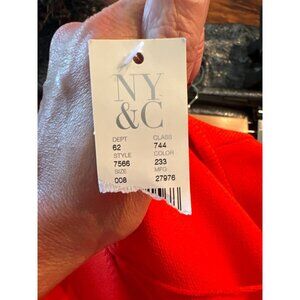 NY
&C
DEPT CLASS
62 744
STYLE COLOR
7566 233
SIZE MFG
008 27976